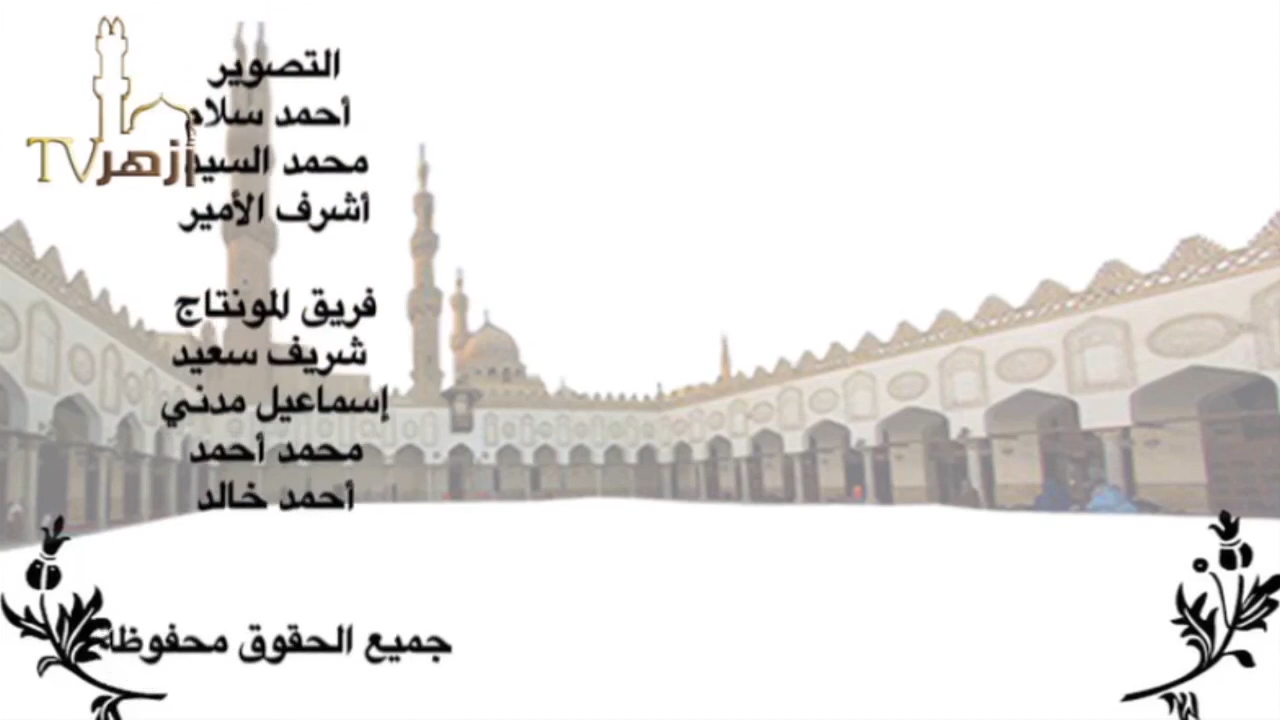 أزهر TV
التصوير
أحمد سلام
محمد السيد
أشرف الأمير
فريق المونتاج
شريف سعيد
إسماعيل مدني
محمد أحمد
أحمد خالد
جميع الحقوق محفوظة